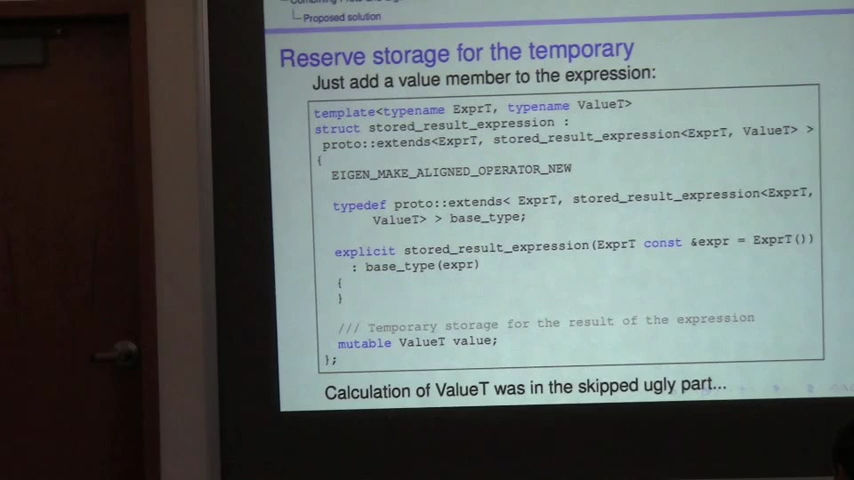 Proposed solution
Reserve storage for the temporary
Just add a value member to the expression:
template<typename ExprT, typename ValueT>
struct stored_result_expression :
proto::extends<ExprT, stored_result_expression<ExprT, ValueT> >
{
EIGEN_MAKE_ALIGNED_OPERATOR_NEW
typedef proto::extends< ExprT, stored_result_expression<ExprT,
ValueT> > base_type;
explicit stored_result_expression(ExprT const &expr = ExprT())
: base_type(expr)
{
}
/// Temporary storage for the result of the expression
mutable ValueT value;
};
Calculation of ValueT was in the skipped ugly part...